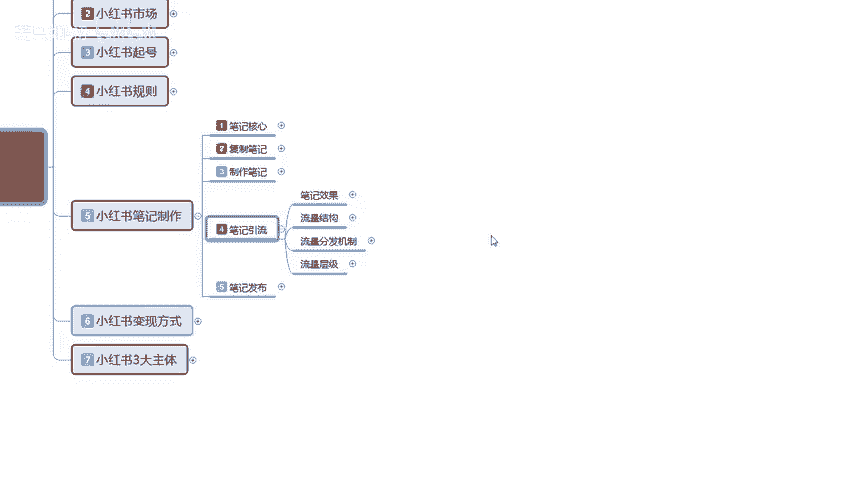 2 小红书市场
3 小红书起号
4 小红书规则
5 小红书笔记制作
1 笔记核心
2 复制笔记
3 制作笔记
4 笔记引流
笔记效果
流量结构
流量分发机制
流量层级
5 笔记发布
6 小红书变现方式
7 小红书3大主体